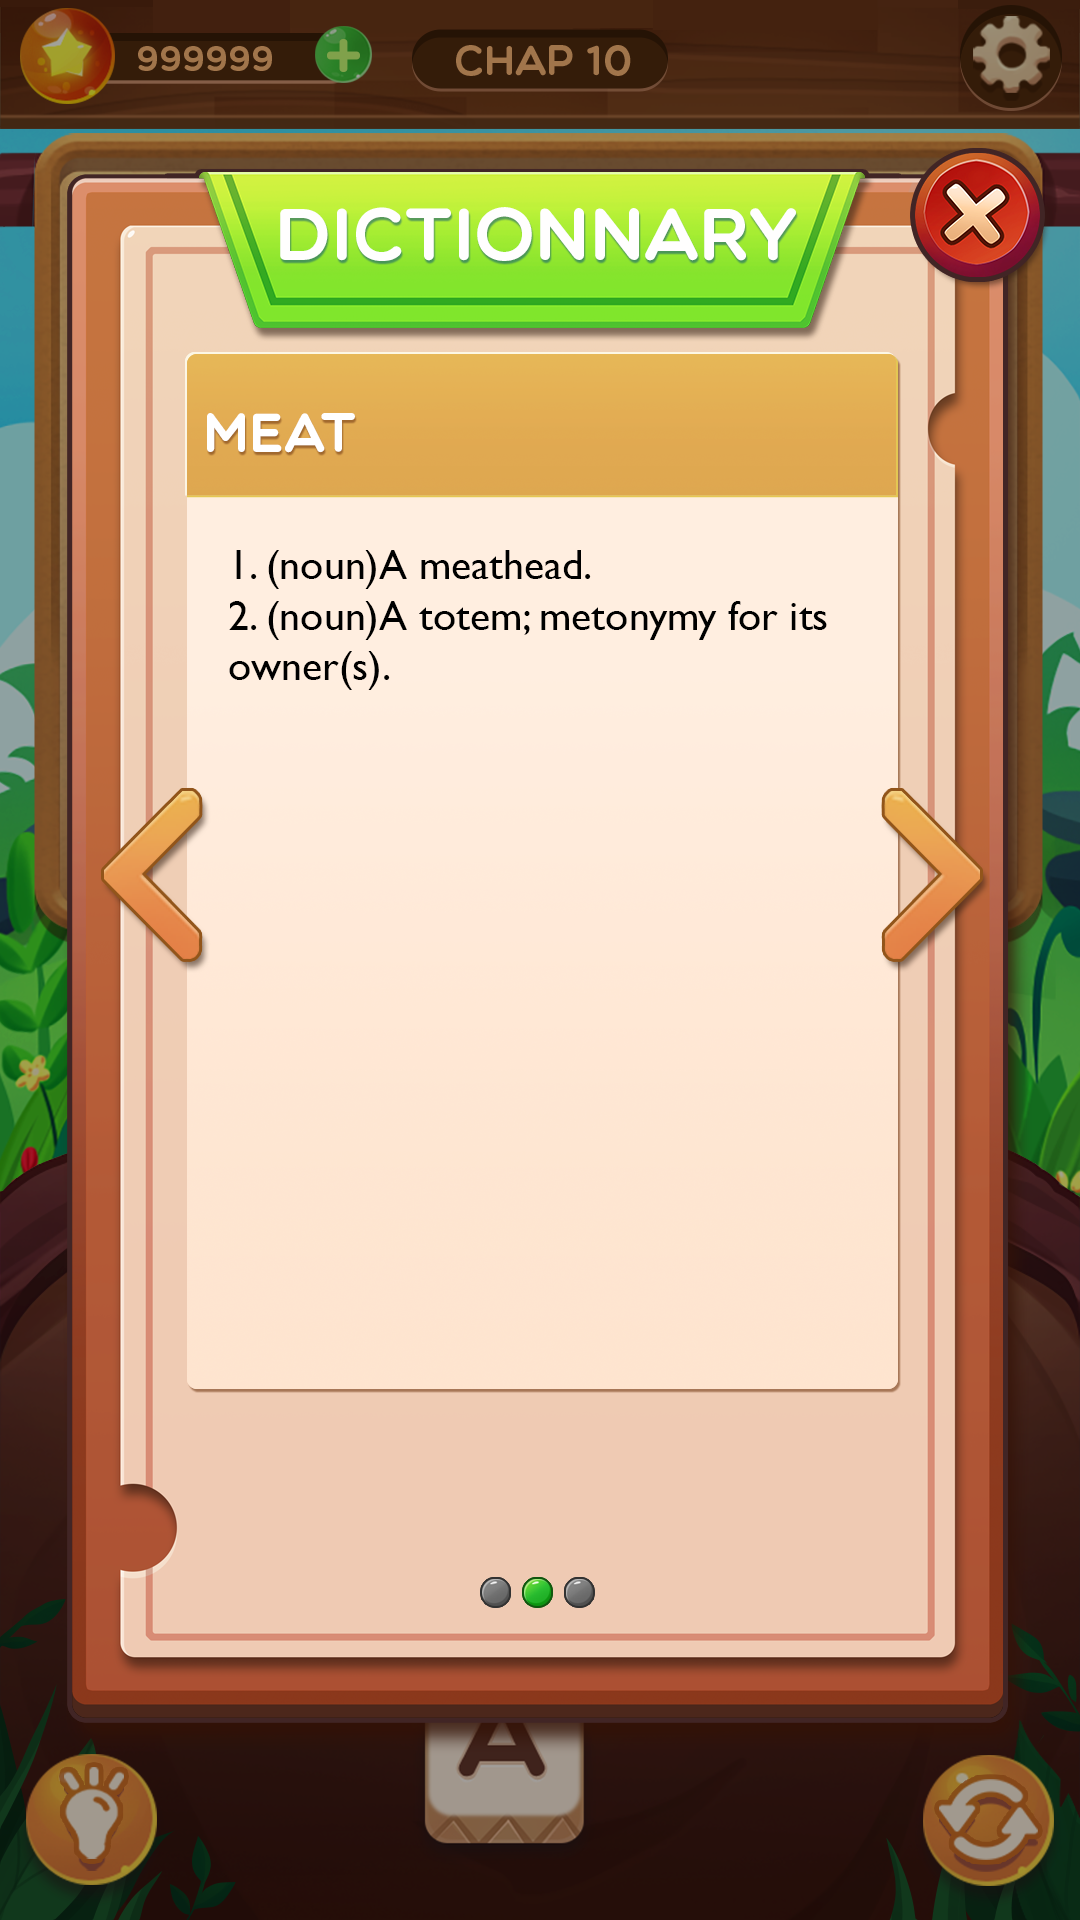 999999
CHAP 10
DICTIONNARY
MEAT
1. (noun)A meathead.
2. (noun)A totem; metonymy for its
owner(s).
A